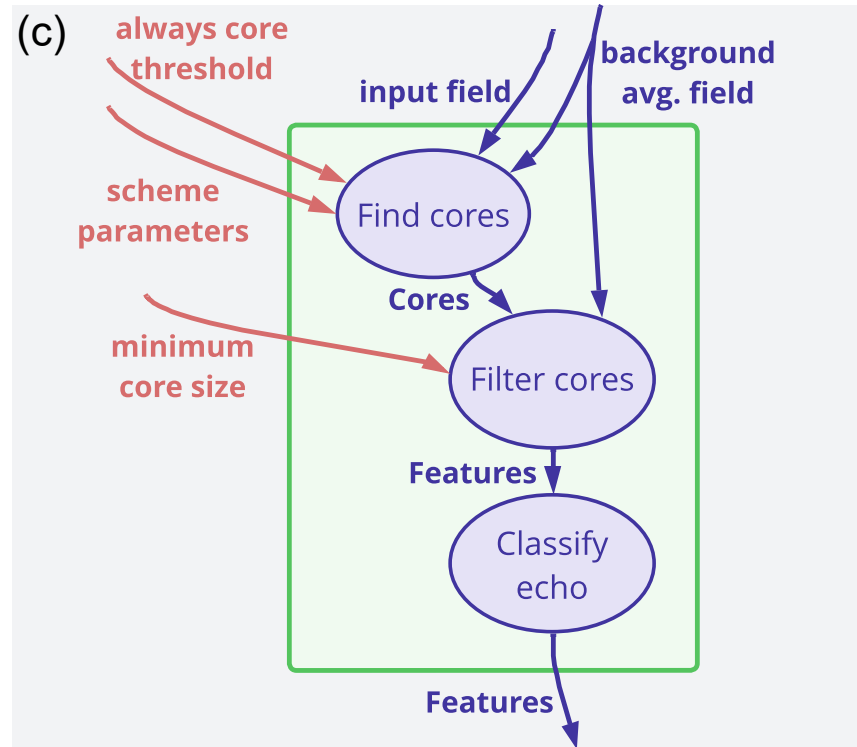 (c)
always core
threshold
input field
background
avg. field
scheme
parameters
Find cores
Cores
minimum
core size
Filter cores
Features
Classify
echo
Features